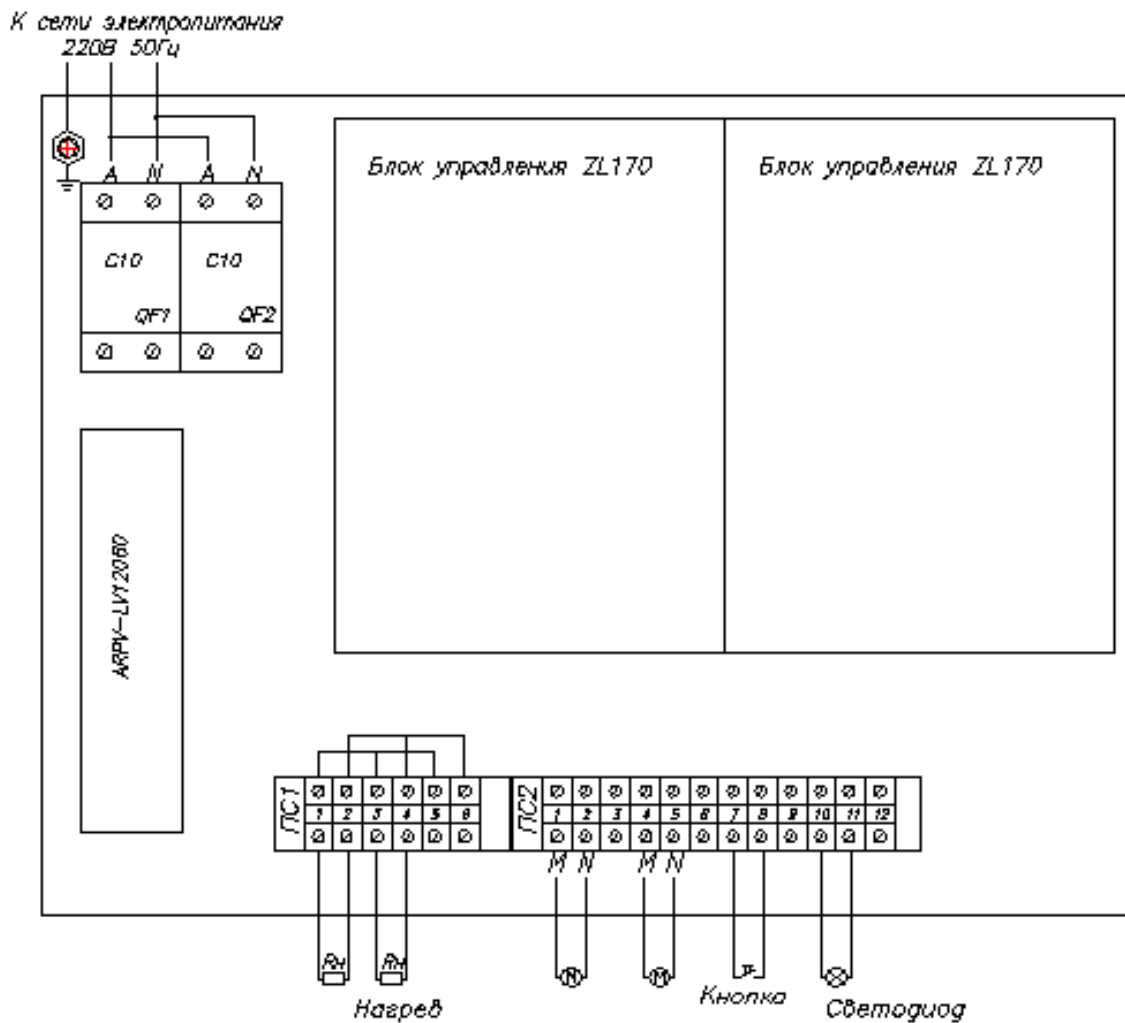 К сети электропитания
220В 50Гц
A N A N
Блок управления ZL170
Блок управления ZL170
C10 C10
QF1 QF2
ARPV-LV12060
ПС1 1 2 3 4 5 6
ПС2 1 2 3 4 5 6 7 8 9 10 11 12
M N M N
RH RH M M
Нагрев Кнопка Светодиод